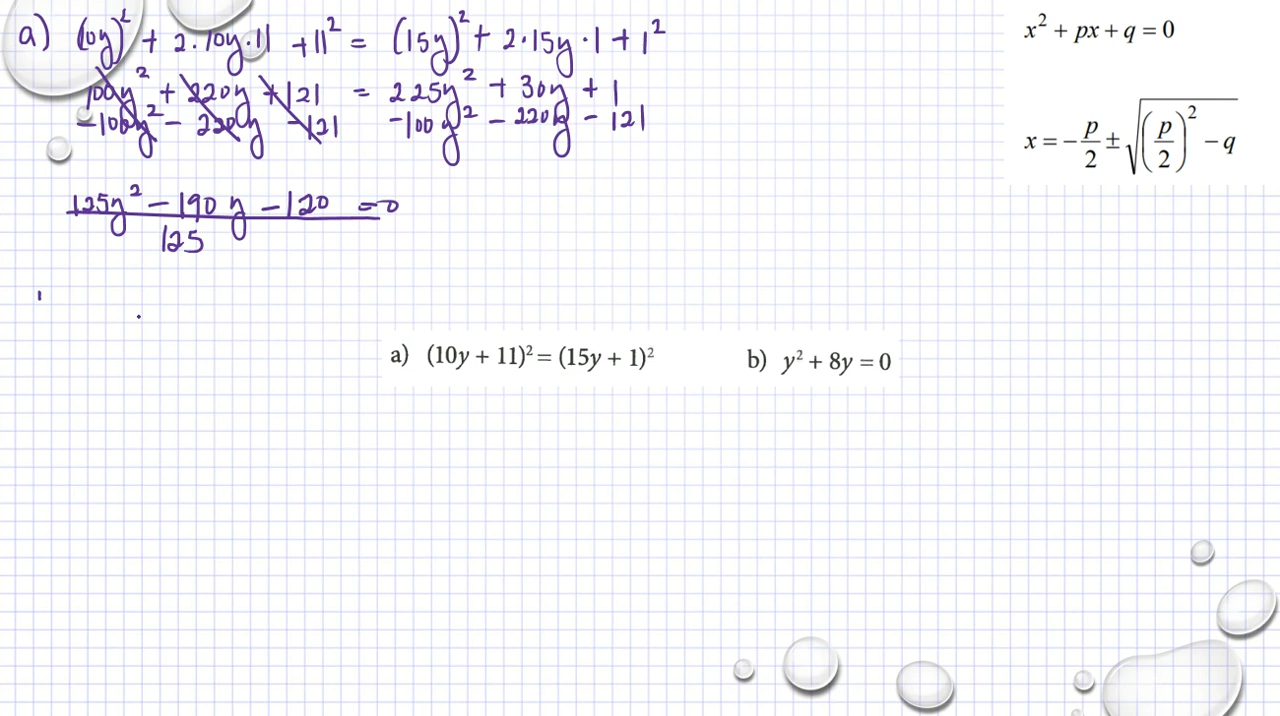 a) (10y)² + 2·10y·11 + 11² = (15y)² + 2·15y·1 + 1²
100y² + 220y + 121 = 225y² + 30y + 1
-100y² - 220y - 121 -100y² - 220y - 121
125y² - 190y - 120 = 0
125
a) (10y + 11)² = (15y + 1)² b) y² + 8y = 0
x² + px + q = 0
x = -p/2 ± √((p/2)² - q)